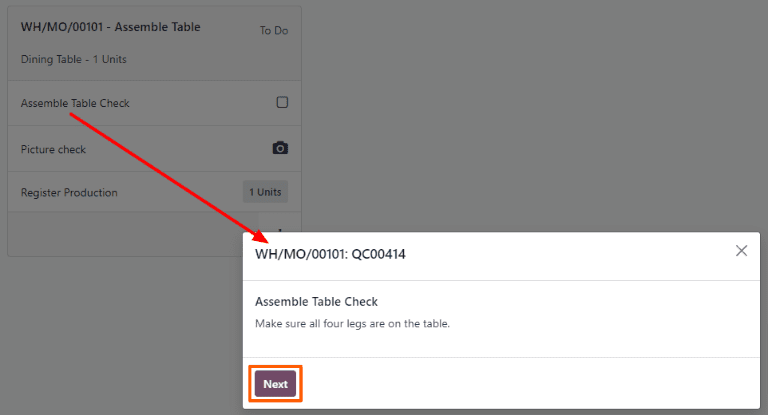 WH/MO/00101 - Assemble Table
To Do
Dining Table - 1 Units
Assemble Table Check
Picture check
Register Production
1 Units
WH/MO/00101: QC00414
Assemble Table Check
Make sure all four legs are on the table.
Next